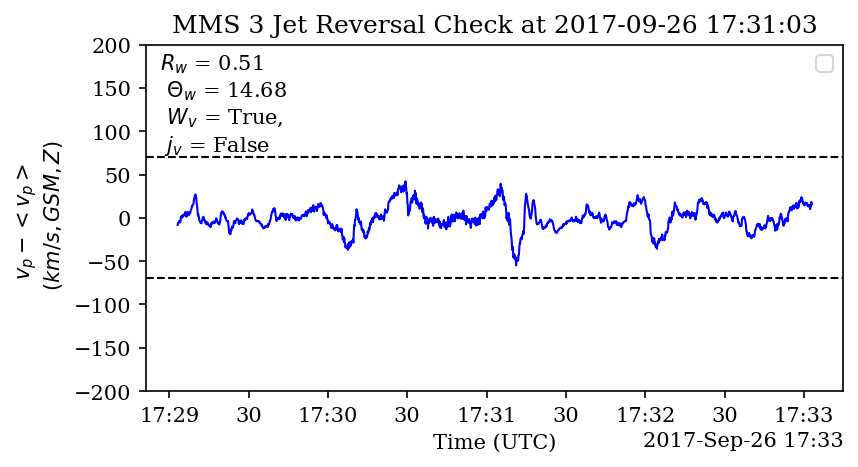 MMS 3 Jet Reversal Check at 2017-09-26 17:31:03
200
150
100
50
0
−50
−100
−150
−200
v_p − < v_p >
(km/s, GSM, Z)
R_w = 0.51
Θ_w = 14.68
W_v = True,
j_v = False
17:29 30 17:30 30 17:31 30 17:32 30 17:33
Time (UTC)
2017-Sep-26 17:33